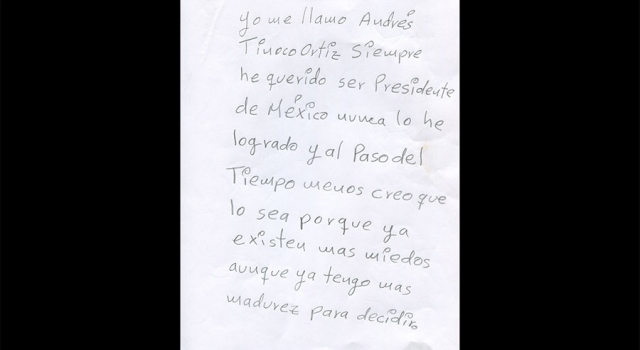 yo me llamo Andrés
Tinoco Ortiz Siempre
he querido ser Presidente
de México nunca lo he
logrado y al Paso del
Tiempo menos creo que
lo sea porque ya
existen mas miedos
aunque ya tengo mas
madurez para decidir.